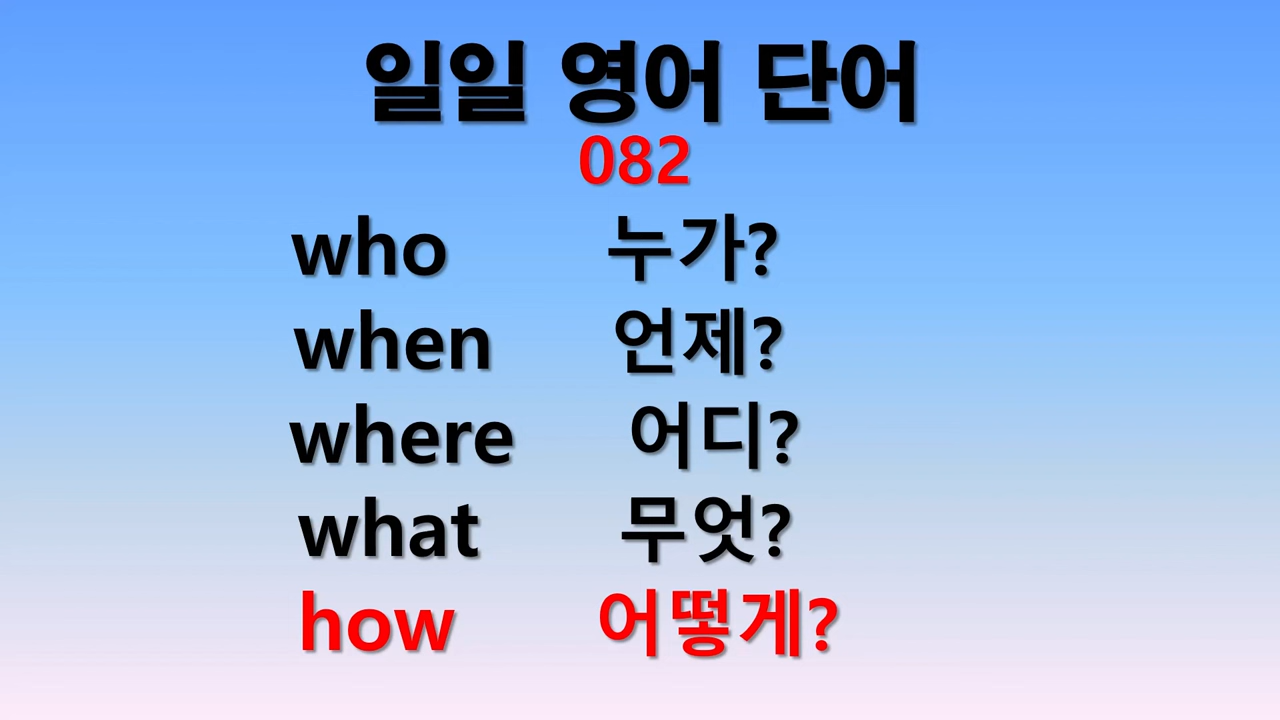 일일 영어 단어
082
who 누가?
when 언제?
where 어디?
what 무엇?
how 어떻게?